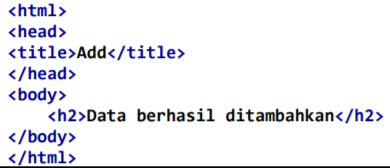 <html>
<head>
<title>Add</title>
</head>
<body>
    <h2>Data berhasil ditambahkan</h2>
</body>
</html>